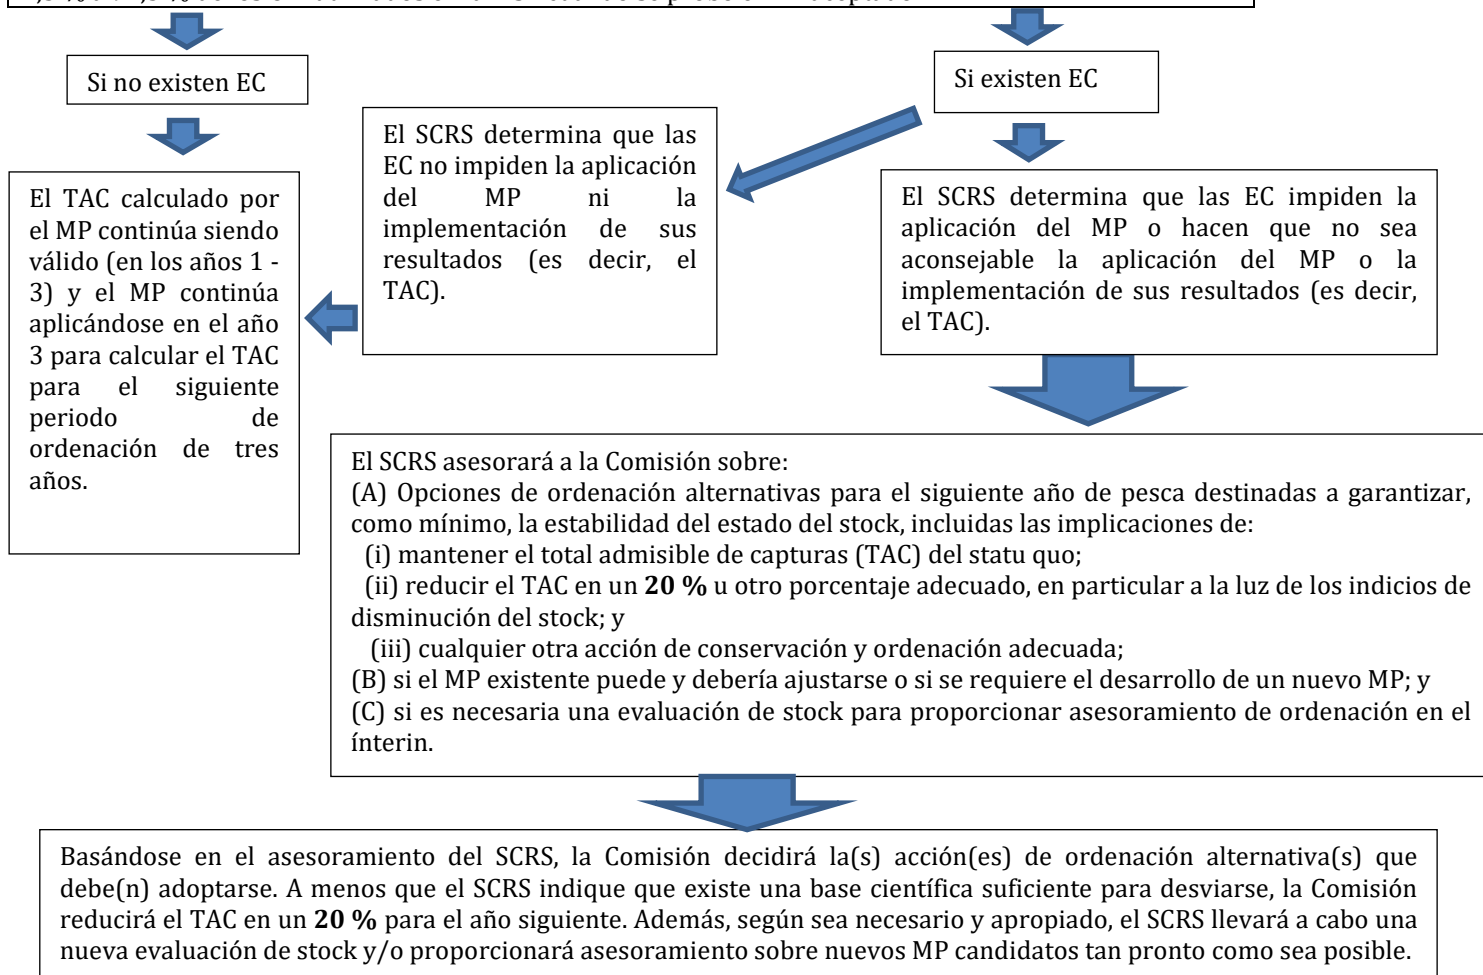 Si no existen EC
Si existen EC
El SCRS determina que las
EC no impiden la aplicación
del MP ni la
implementación de sus
resultados (es decir, el
TAC).
El TAC calculado por
el MP continúa siendo
válido (en los años 1 -
3) y el MP continúa
aplicándose en el año
3 para calcular el TAC
para el siguiente
periodo de
ordenación de tres
años.
El SCRS determina que las EC impiden la
aplicación del MP o hacen que no sea
aconsejable la aplicación del MP o la
implementación de sus resultados (es decir,
el TAC).
El SCRS asesorará a la Comisión sobre:
(A) Opciones de ordenación alternativas para el siguiente año de pesca destinadas a garantizar,
como mínimo, la estabilidad del estado del stock, incluidas las implicaciones de:
(i) mantener el total admisible de capturas (TAC) del statu quo;
(ii) reducir el TAC en un 20 % u otro porcentaje adecuado, en particular a la luz de los indicios de
disminución del stock; y
(iii) cualquier otra acción de conservación y ordenación adecuada;
(B) si el MP existente puede y debería ajustarse o si se requiere el desarrollo de un nuevo MP; y
(C) si es necesaria una evaluación de stock para proporcionar asesoramiento de ordenación en el
ínterin.
Basándose en el asesoramiento del SCRS, la Comisión decidirá la(s) acción(es) de ordenación alternativa(s) que
debe(n) adoptarse. A menos que el SCRS indique que existe una base científica suficiente para desviarse, la Comisión
reducirá el TAC en un 20 % para el año siguiente. Además, según sea necesario y apropiado, el SCRS llevará a cabo una
nueva evaluación de stock y/o proporcionará asesoramiento sobre nuevos MP candidatos tan pronto como sea posible.